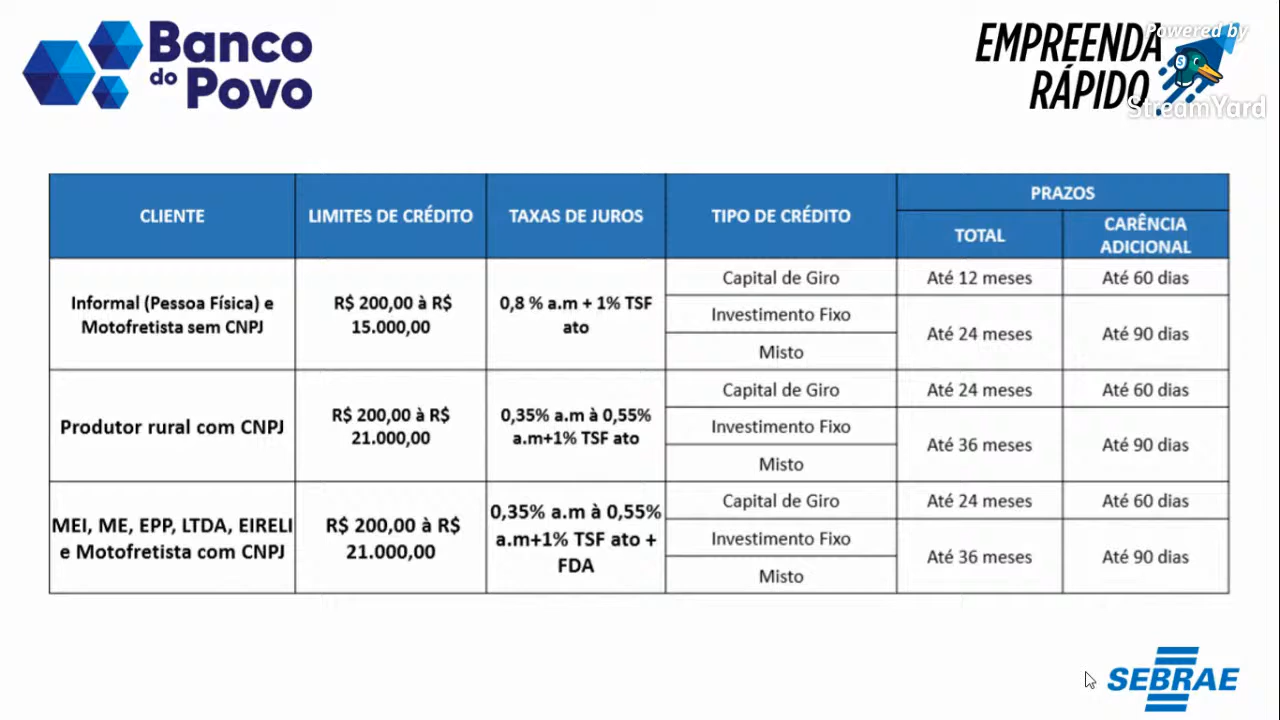 Banco
do Povo
EMPREENDA
RÁPIDO
Powered by
StreamYard
CLIENTE
LIMITES DE CRÉDITO
TAXAS DE JUROS
TIPO DE CRÉDITO
PRAZOS
TOTAL
CARÊNCIA
ADICIONAL
Informal (Pessoa Física) e
Motofretista sem CNPJ
R$ 200,00 à R$
15.000,00
0,8 % a.m + 1% TSF
ato
Capital de Giro
Até 12 meses
Até 60 dias
Investimento Fixo
Até 24 meses
Até 90 dias
Misto
Produtor rural com CNPJ
R$ 200,00 à R$
21.000,00
0,35% a.m à 0,55%
a.m+1% TSF ato
Capital de Giro
Até 24 meses
Até 60 dias
Investimento Fixo
Até 36 meses
Até 90 dias
Misto
MEI, ME, EPP, LTDA, EIRELI
e Motofretista com CNPJ
R$ 200,00 à R$
21.000,00
0,35% a.m à 0,55%
a.m+1% TSF ato +
FDA
Capital de Giro
Até 24 meses
Até 60 dias
Investimento Fixo
Até 36 meses
Até 90 dias
Misto
SEBRAE